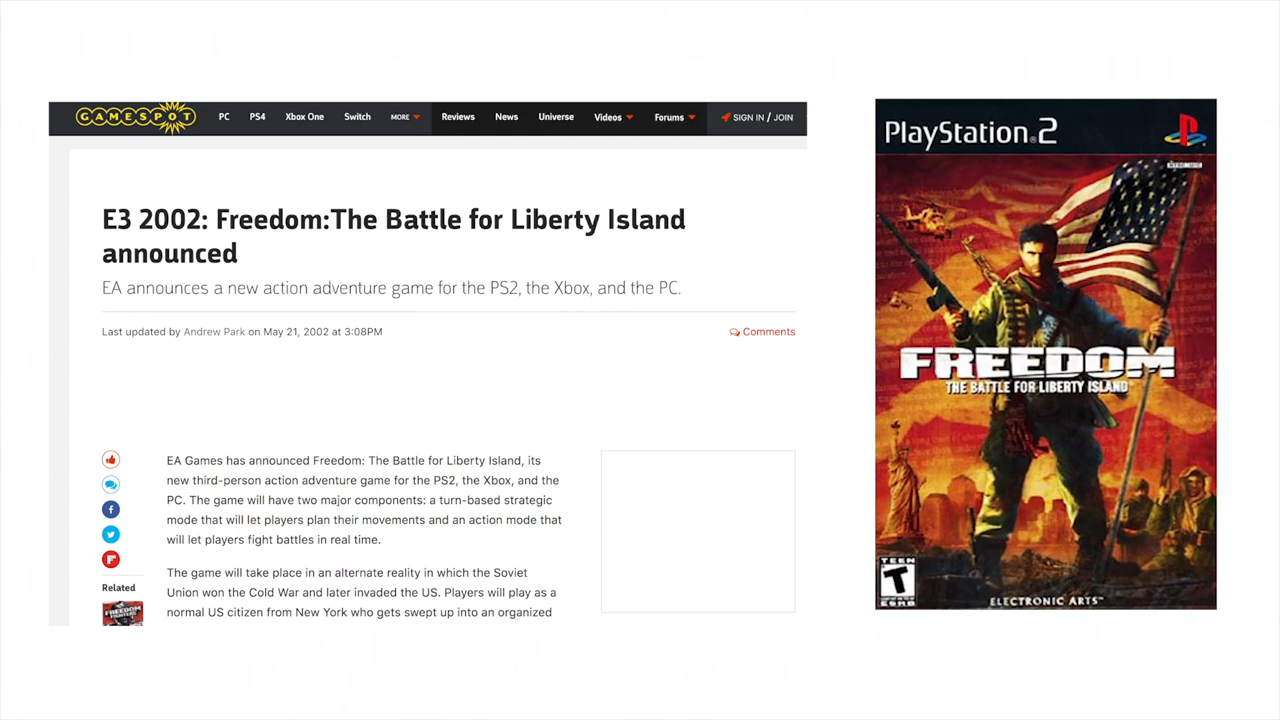 GAMESPOT
PC PS4 Xbox One Switch MORE Reviews News Universe Videos Forums SIGN IN / JOIN
E3 2002: Freedom:The Battle for Liberty Island
announced
EA announces a new action adventure game for the PS2, the Xbox, and the PC.
Last updated by Andrew Park on May 21, 2002 at 3:08PM
Comments
EA Games has announced Freedom: The Battle for Liberty Island, its
new third-person action adventure game for the PS2, the Xbox, and the
PC. The game will have two major components: a turn-based strategic
mode that will let players plan their movements and an action mode that
will let players fight battles in real time.
Related
The game will take place in an alternate reality in which the Soviet
Union won the Cold War and later invaded the US. Players will play as a
normal US citizen from New York who gets swept up into an organized
FREEDOM
PlayStation®2
FREEDOM
THE BATTLE FOR LIBERTY ISLAND
TEEN
T
ESRB
ELECTRONIC ARTS™